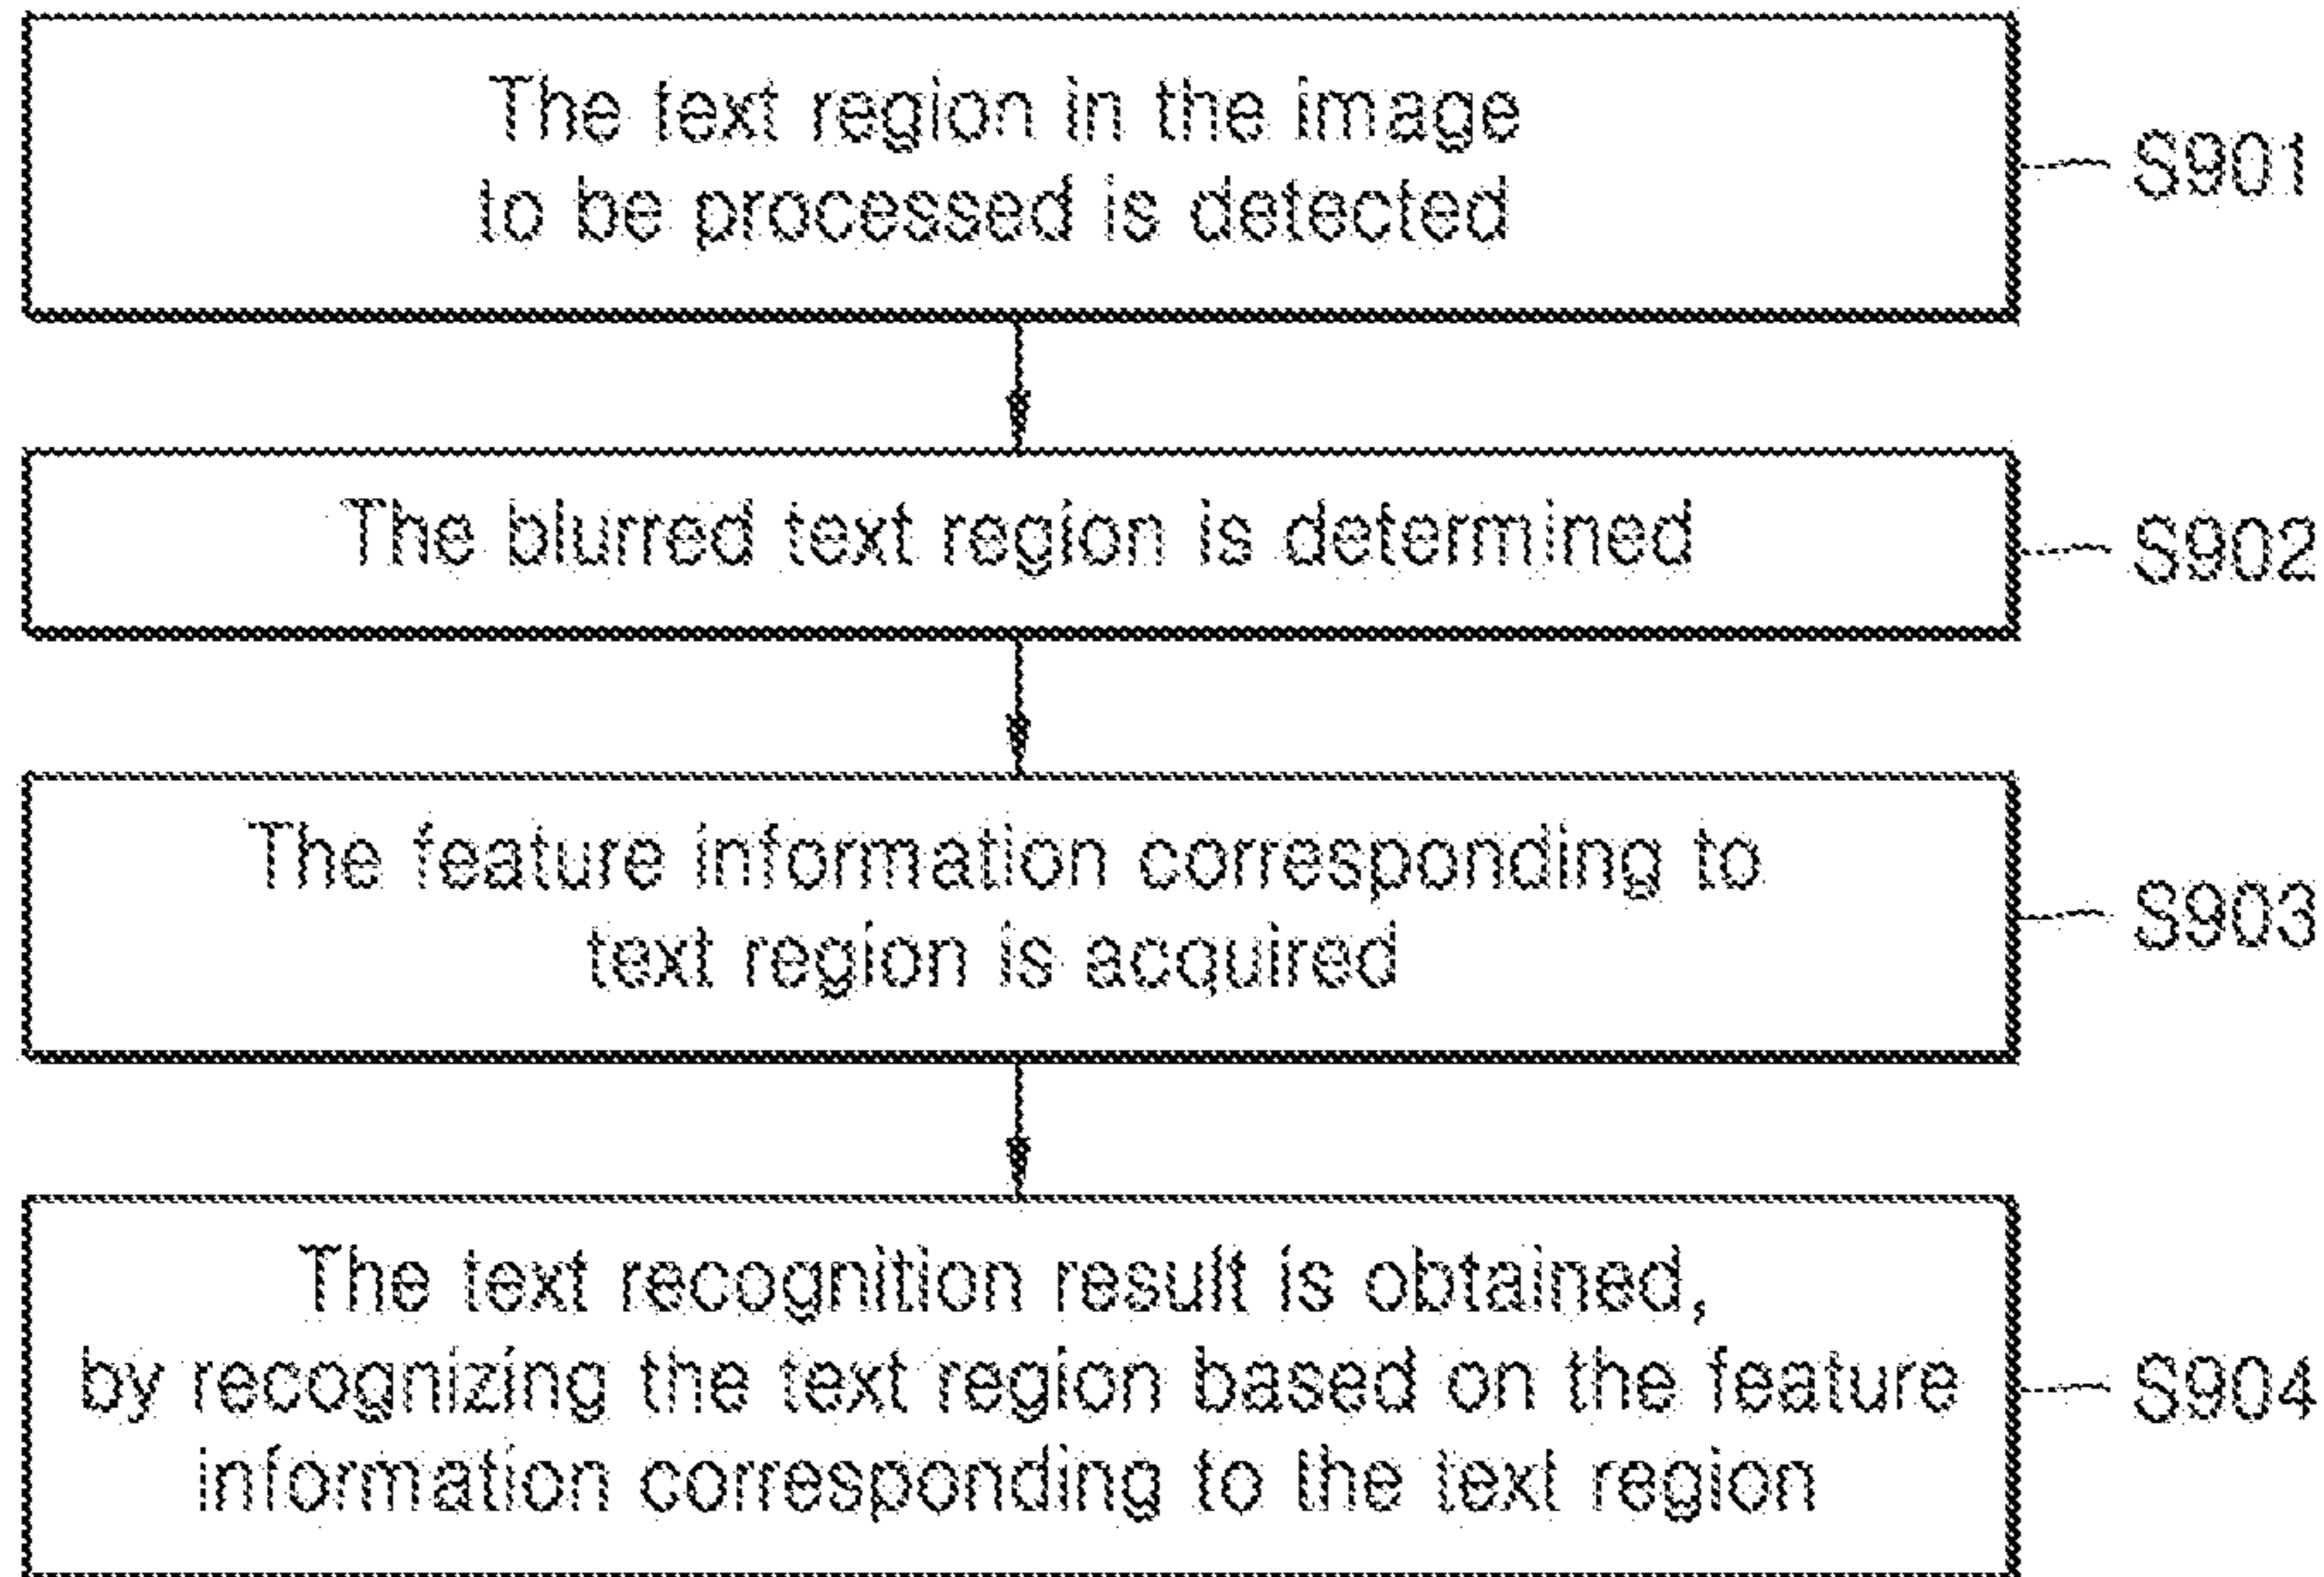 The text region in the image
to be processed is detected
S901
The blurred text region is determined
S902
The feature information corresponding to
text region is acquired
S903
The text recognition result is obtained,
by recognizing the text region based on the feature
information corresponding to the text region
S904